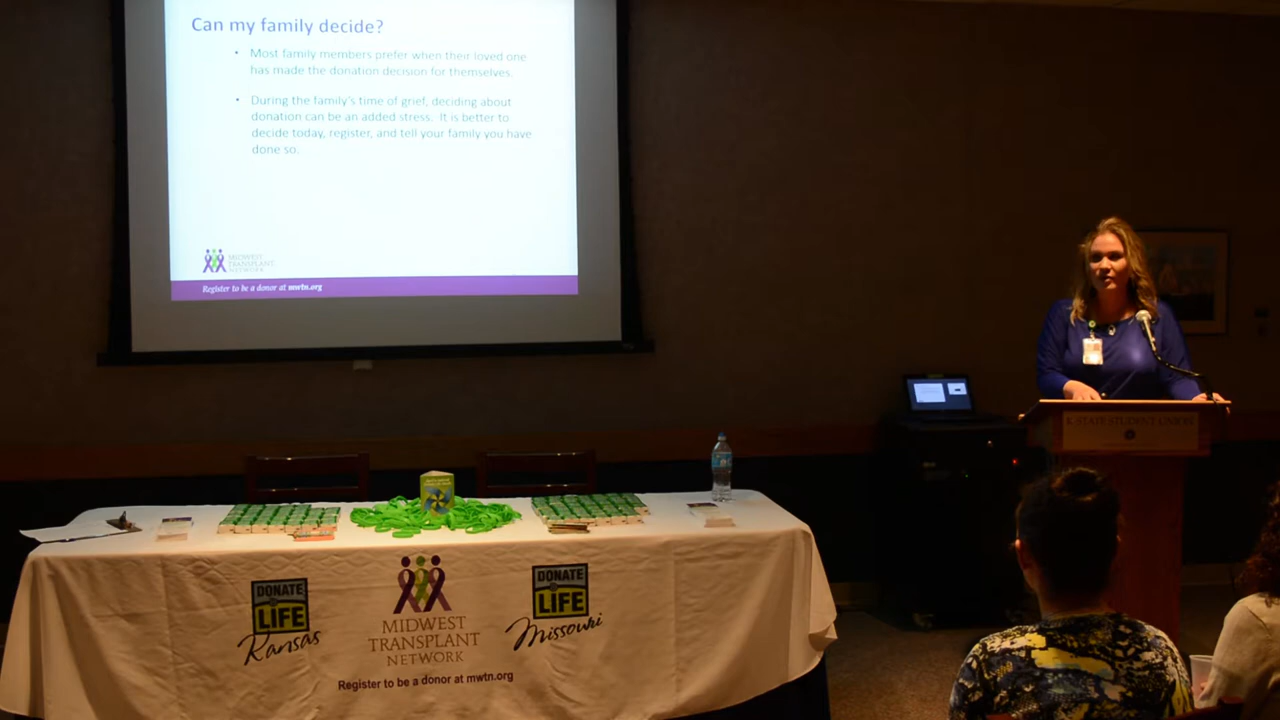 Can my family decide?
• Most family members prefer when their loved one
has made the donation decision for themselves.
• During the family's time of grief, deciding about
donation can be an added stress. It is better to
decide today, register, and tell your family you have
done so.
MIDWEST
TRANSPLANT
NETWORK
Register to be a donor at mwtn.org
K-STATE STUDENT UNION
DONATE
LIFE
Kansas
MIDWEST
TRANSPLANT
NETWORK
DONATE
LIFE
Missouri
Register to be a donor at mwtn.org